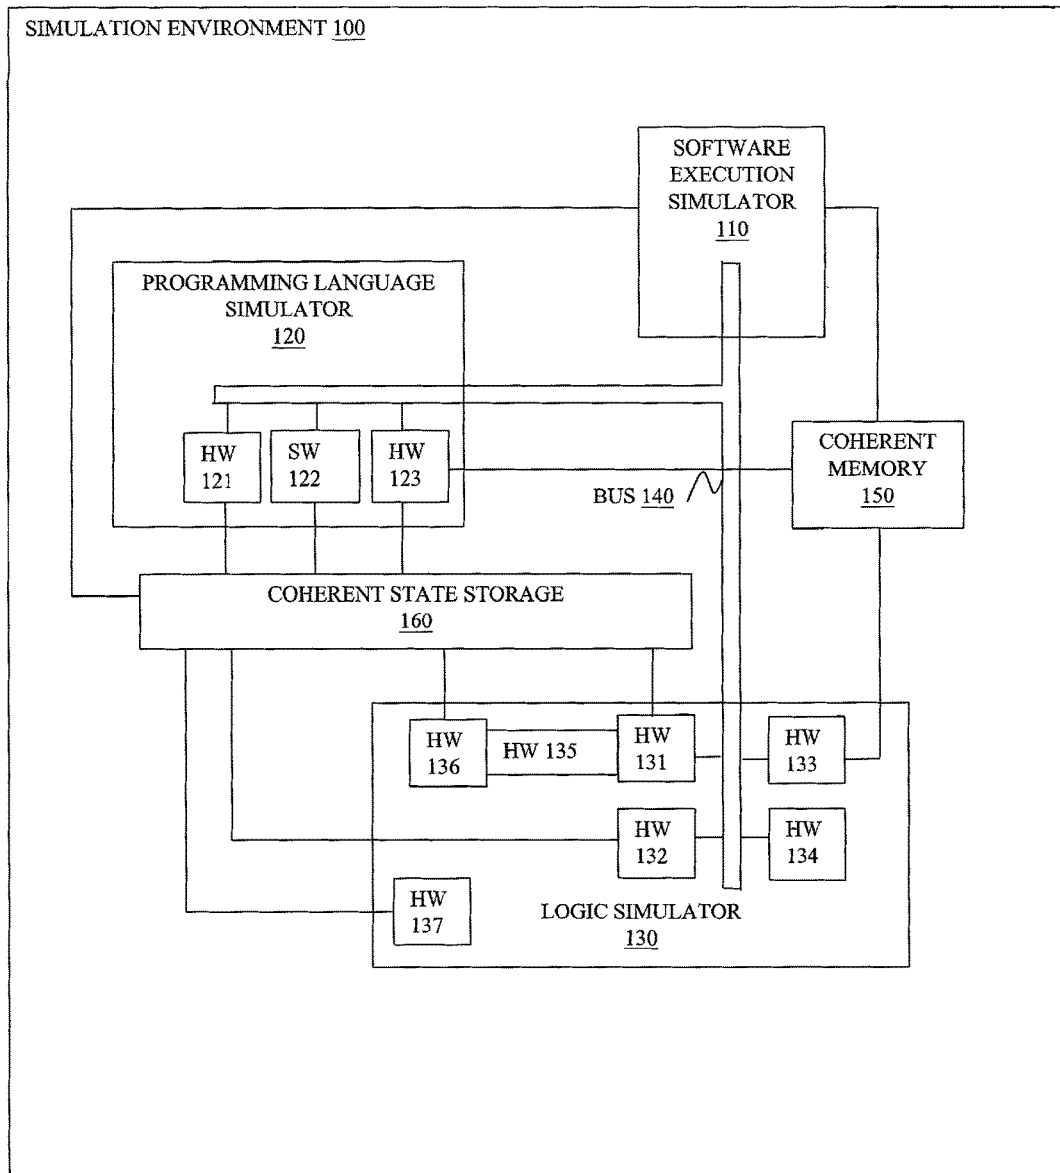 SIMULATION ENVIRONMENT 100
SOFTWARE
EXECUTION
SIMULATOR
110
PROGRAMMING LANGUAGE
SIMULATOR
120
HW
121
SW
122
HW
123
BUS 140
COHERENT
MEMORY
150
COHERENT STATE STORAGE
160
HW
136
HW 135
HW
131
HW
133
HW
132
HW
134
HW
137
LOGIC SIMULATOR
130